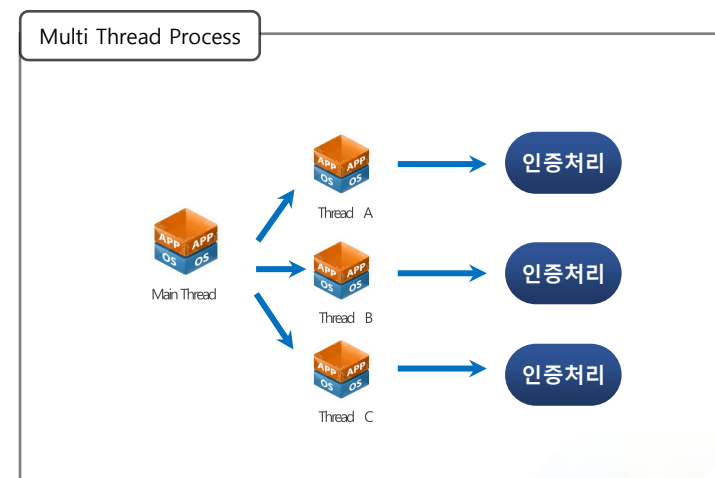 Multi Thread Process
APP APP
OS OS
Thread A
인증처리
APP APP
OS OS
Main Thread
APP APP
OS OS
Thread B
인증처리
APP APP
OS OS
Thread C
인증처리